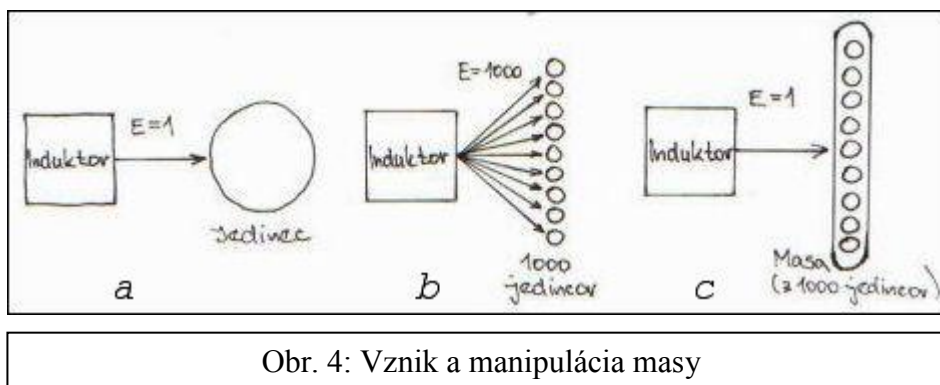 Induktor
E=1
jedinec
a
Induktor
E=1000
1000
jedincov
b
Induktor
E=1
Masa
(z 1000 jedincov)
c
Obr. 4: Vznik a manipulácia masy